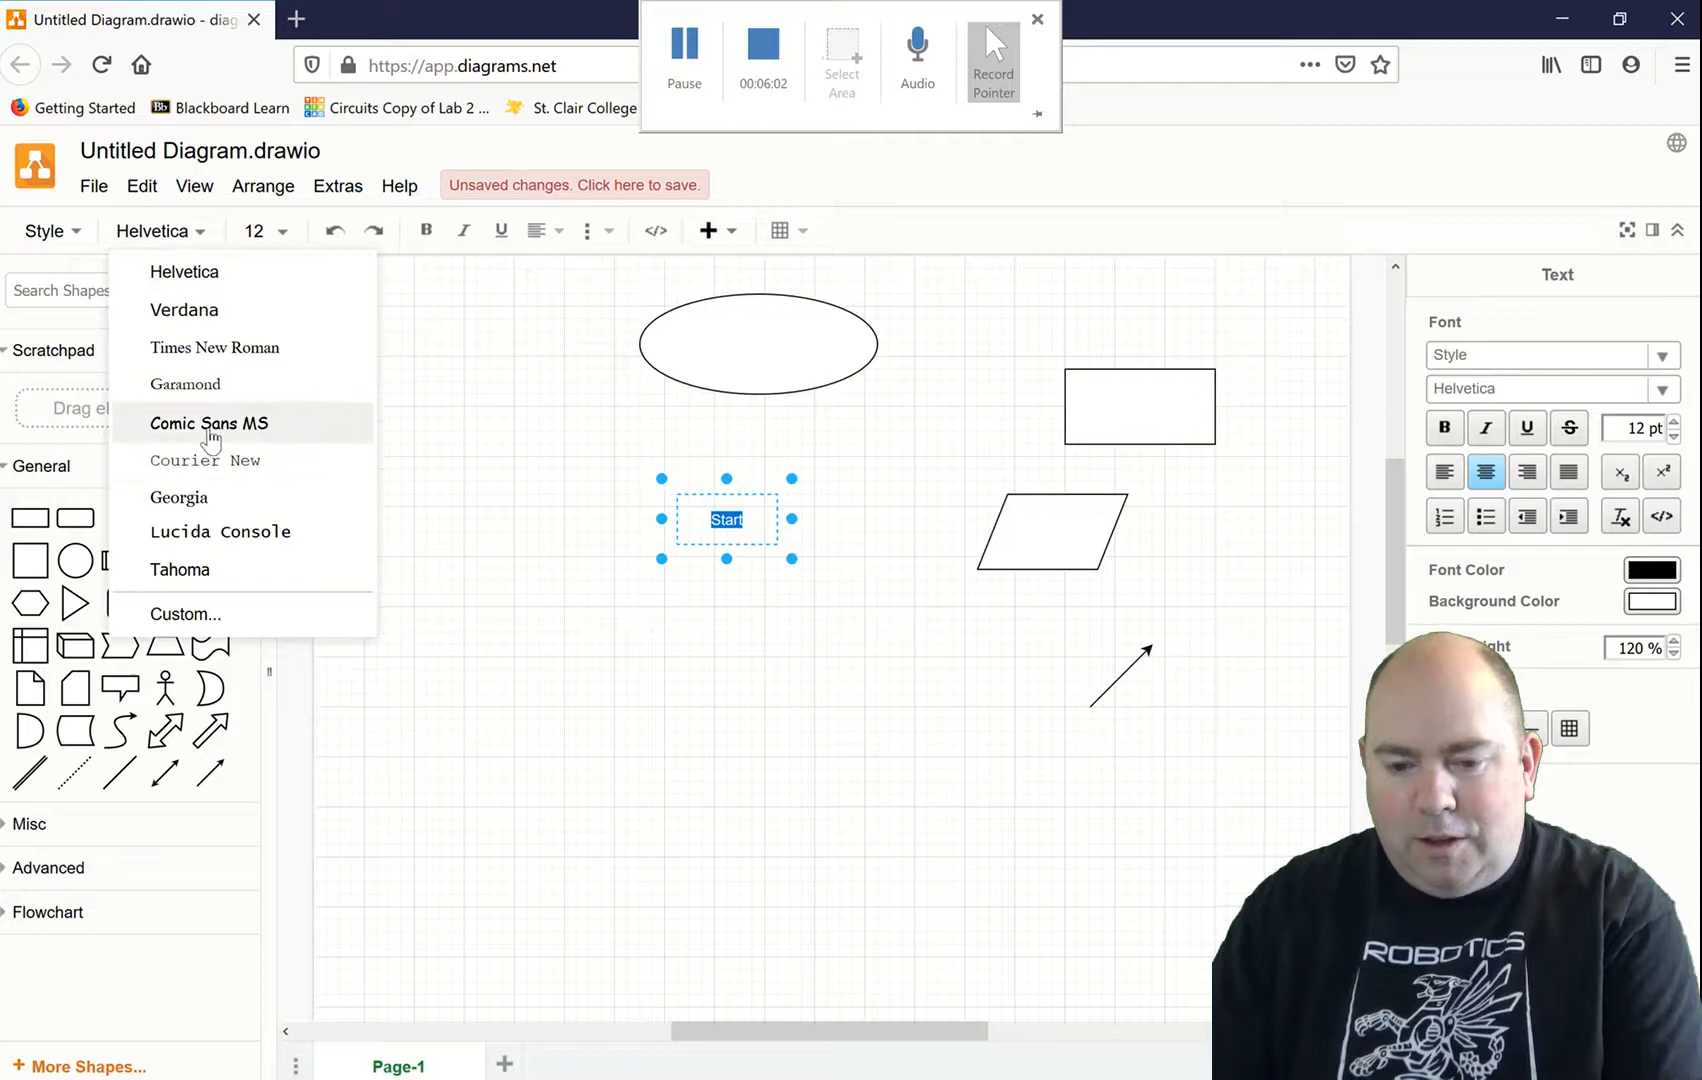 Untitled Diagram.drawio - diag
Pause
00:06:02
Select Area
Audio
Record Pointer
https://app.diagrams.net
Getting Started
Bb Blackboard Learn
Circuits Copy of Lab 2 ...
St. Clair College
Untitled Diagram.drawio
File Edit View Arrange Extras Help
Unsaved changes. Click here to save.
Style Helvetica 12 B I U
Helvetica
Verdana
Times New Roman
Garamond
Comic Sans MS
Courier New
Georgia
Lucida Console
Tahoma
Custom...
Search Shapes
Scratchpad
Drag el
General
Misc
Advanced
Flowchart
+ More Shapes...
Start
Page-1
Text
Font
Style
Helvetica
B I U S 12 pt
Font Color
Background Color
ght 120 %
ROBOTICS